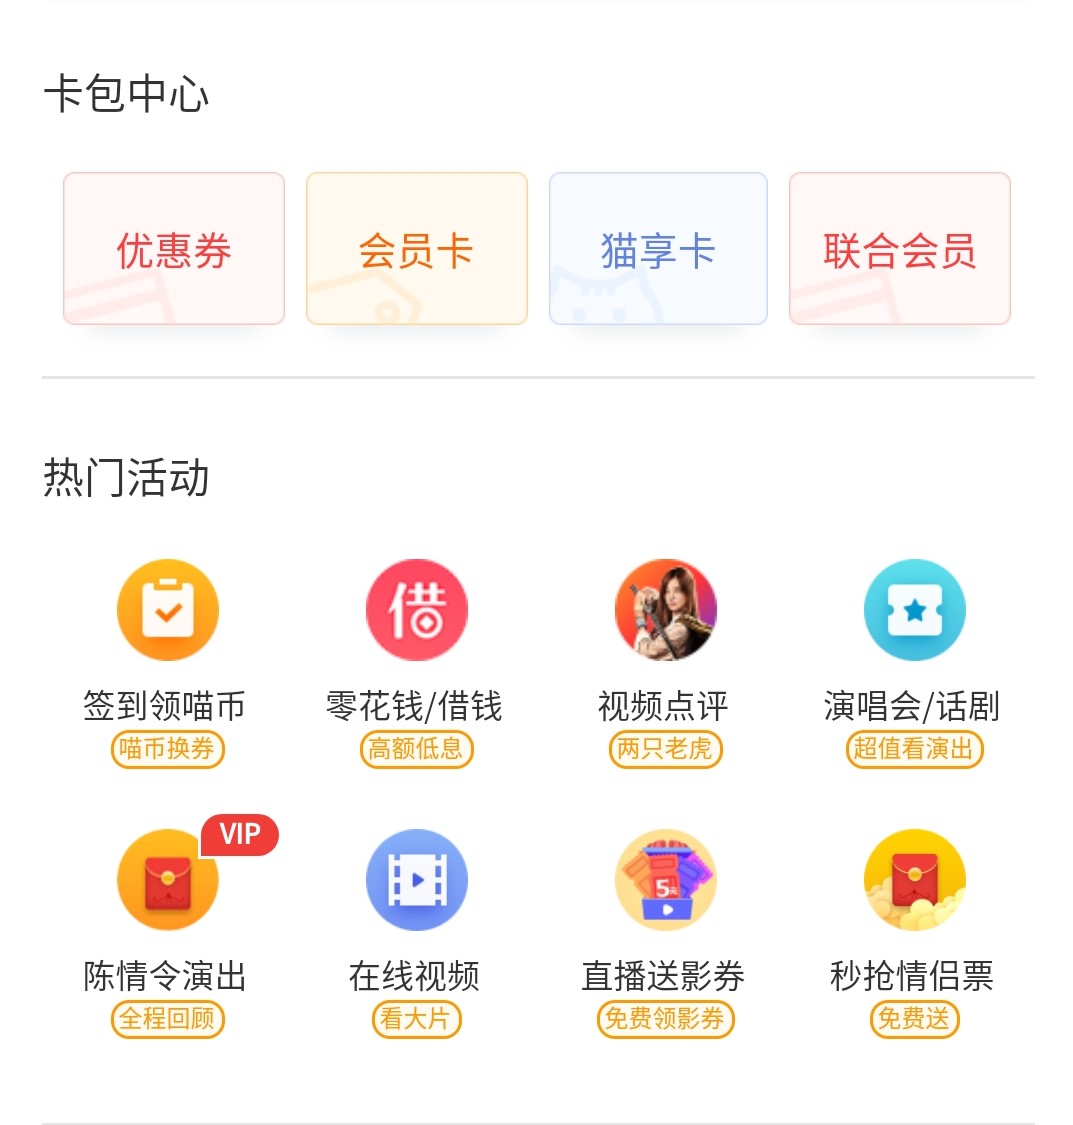 卡包中心
优惠券 会员卡 猫享卡 联合会员
热门活动
借
签到领喵币 零花钱/借钱 视频点评 演唱会/话剧
喵币换券 高额低息 两只老虎 超值看演出
VIP
5元
陈情令演出 在线视频 直播送影券 秒抢情侣票
全程回顾 看大片 免费领影券 免费送